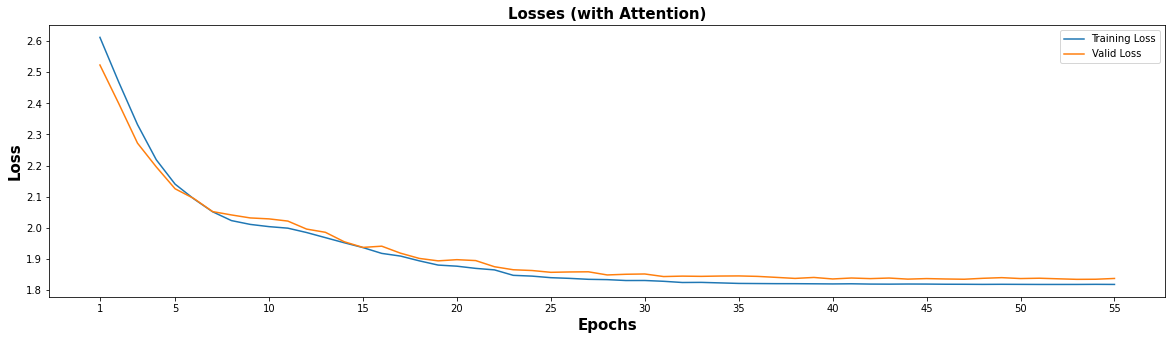 Losses (with Attention)
Training Loss
Valid Loss
2.6
2.5
2.4
2.3
2.2
2.1
2.0
1.9
1.8
Loss
1 5 10 15 20 25 30 35 40 45 50 55
Epochs